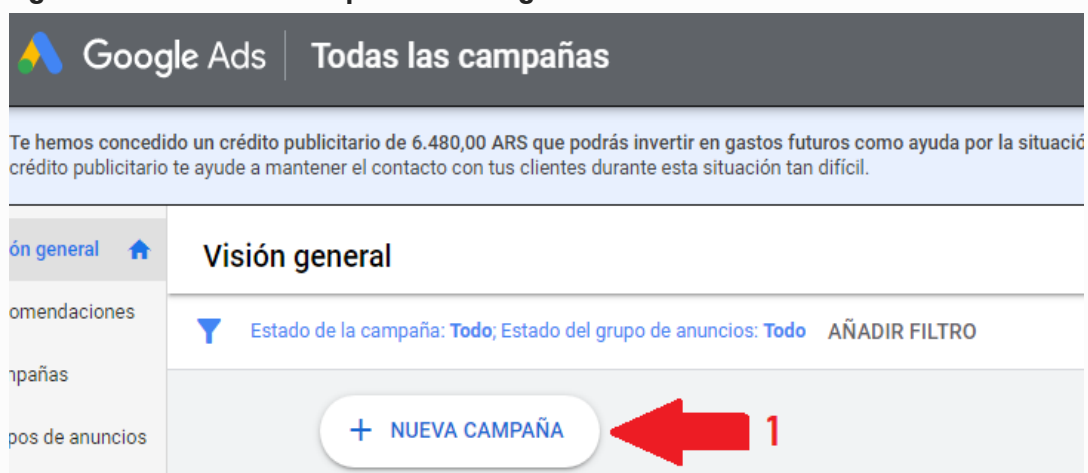 Google Ads Todas las campañas
Te hemos concedido un crédito publicitario de 6.480,00 ARS que podrás invertir en gastos futuros como ayuda por la situació
crédito publicitario te ayude a mantener el contacto con tus clientes durante esta situación tan difícil.
ón general
Visión general
omendaciones
Estado de la campaña: Todo; Estado del grupo de anuncios: Todo AÑADIR FILTRO
npañas
+ NUEVA CAMPAÑA
1
pos de anuncios